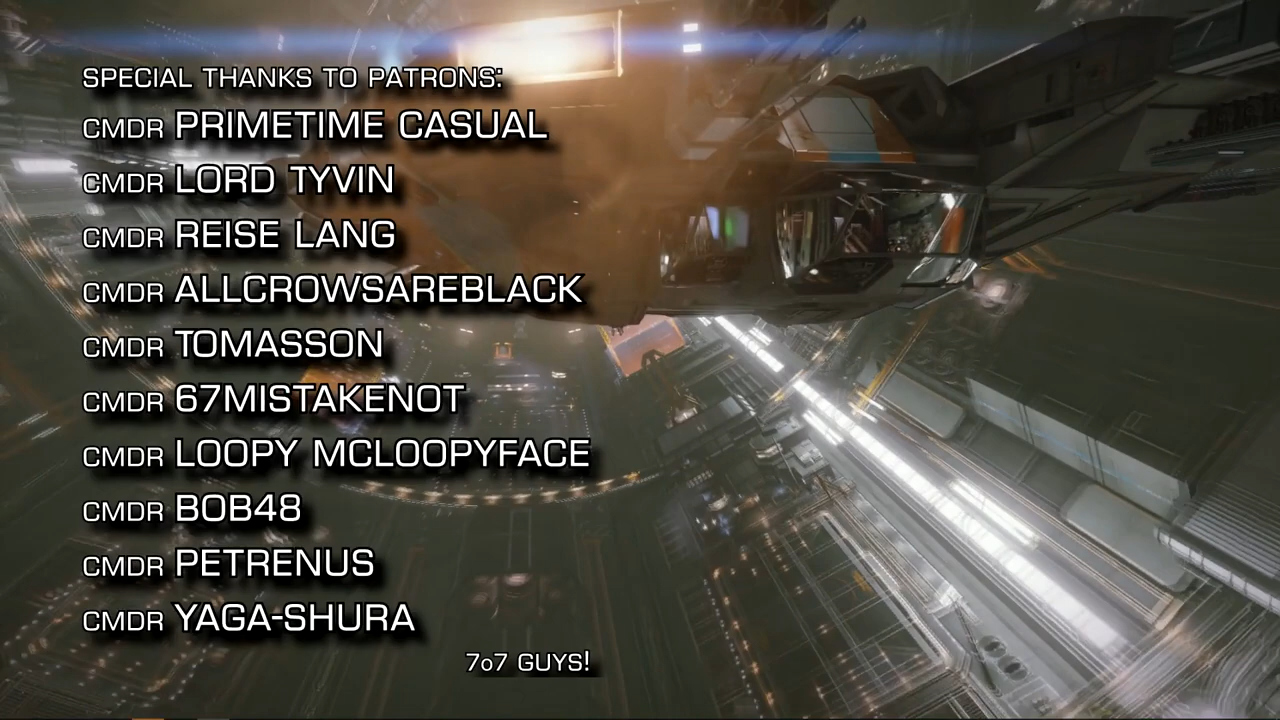 SPECIAL THANKS TO PATRONS:
CMDR PRIMETIME CASUAL
CMDR LORD TYVIN
CMDR REISE LANG
CMDR ALLCROWSAREBLACK
CMDR TOMASSON
CMDR 67MISTAKENOT
CMDR LOOPY MCLOOPYFACE
CMDR BOB48
CMDR PETRENUS
CMDR YAGA-SHURA
7o7 GUYS!